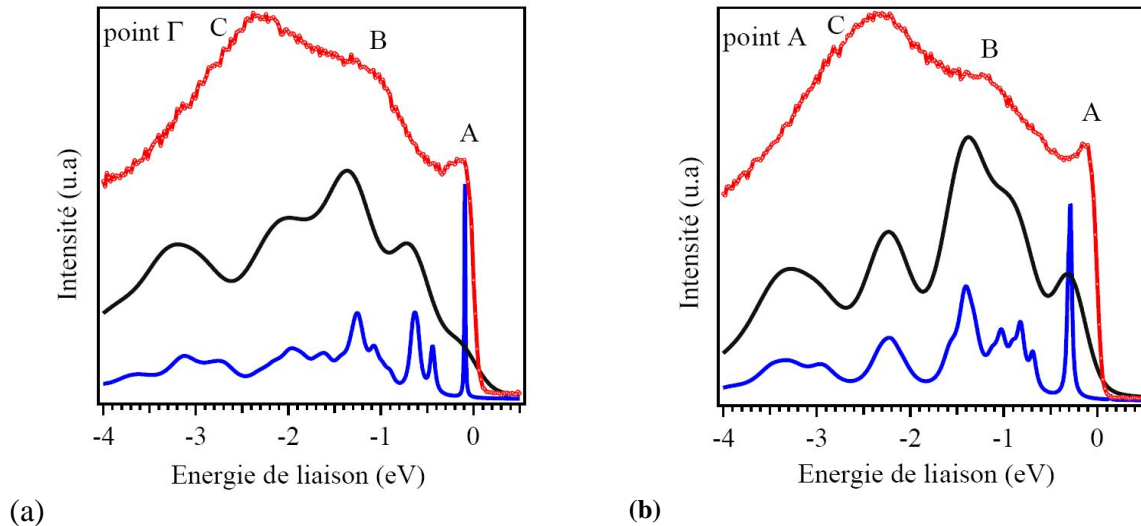 point Γ
C
B
A
Intensité (u.a)
-4 -3 -2 -1 0
Energie de liaison (eV)
(a)
point A
C
B
A
Intensité (u.a)
-4 -3 -2 -1 0
Energie de liaison (eV)
(b)